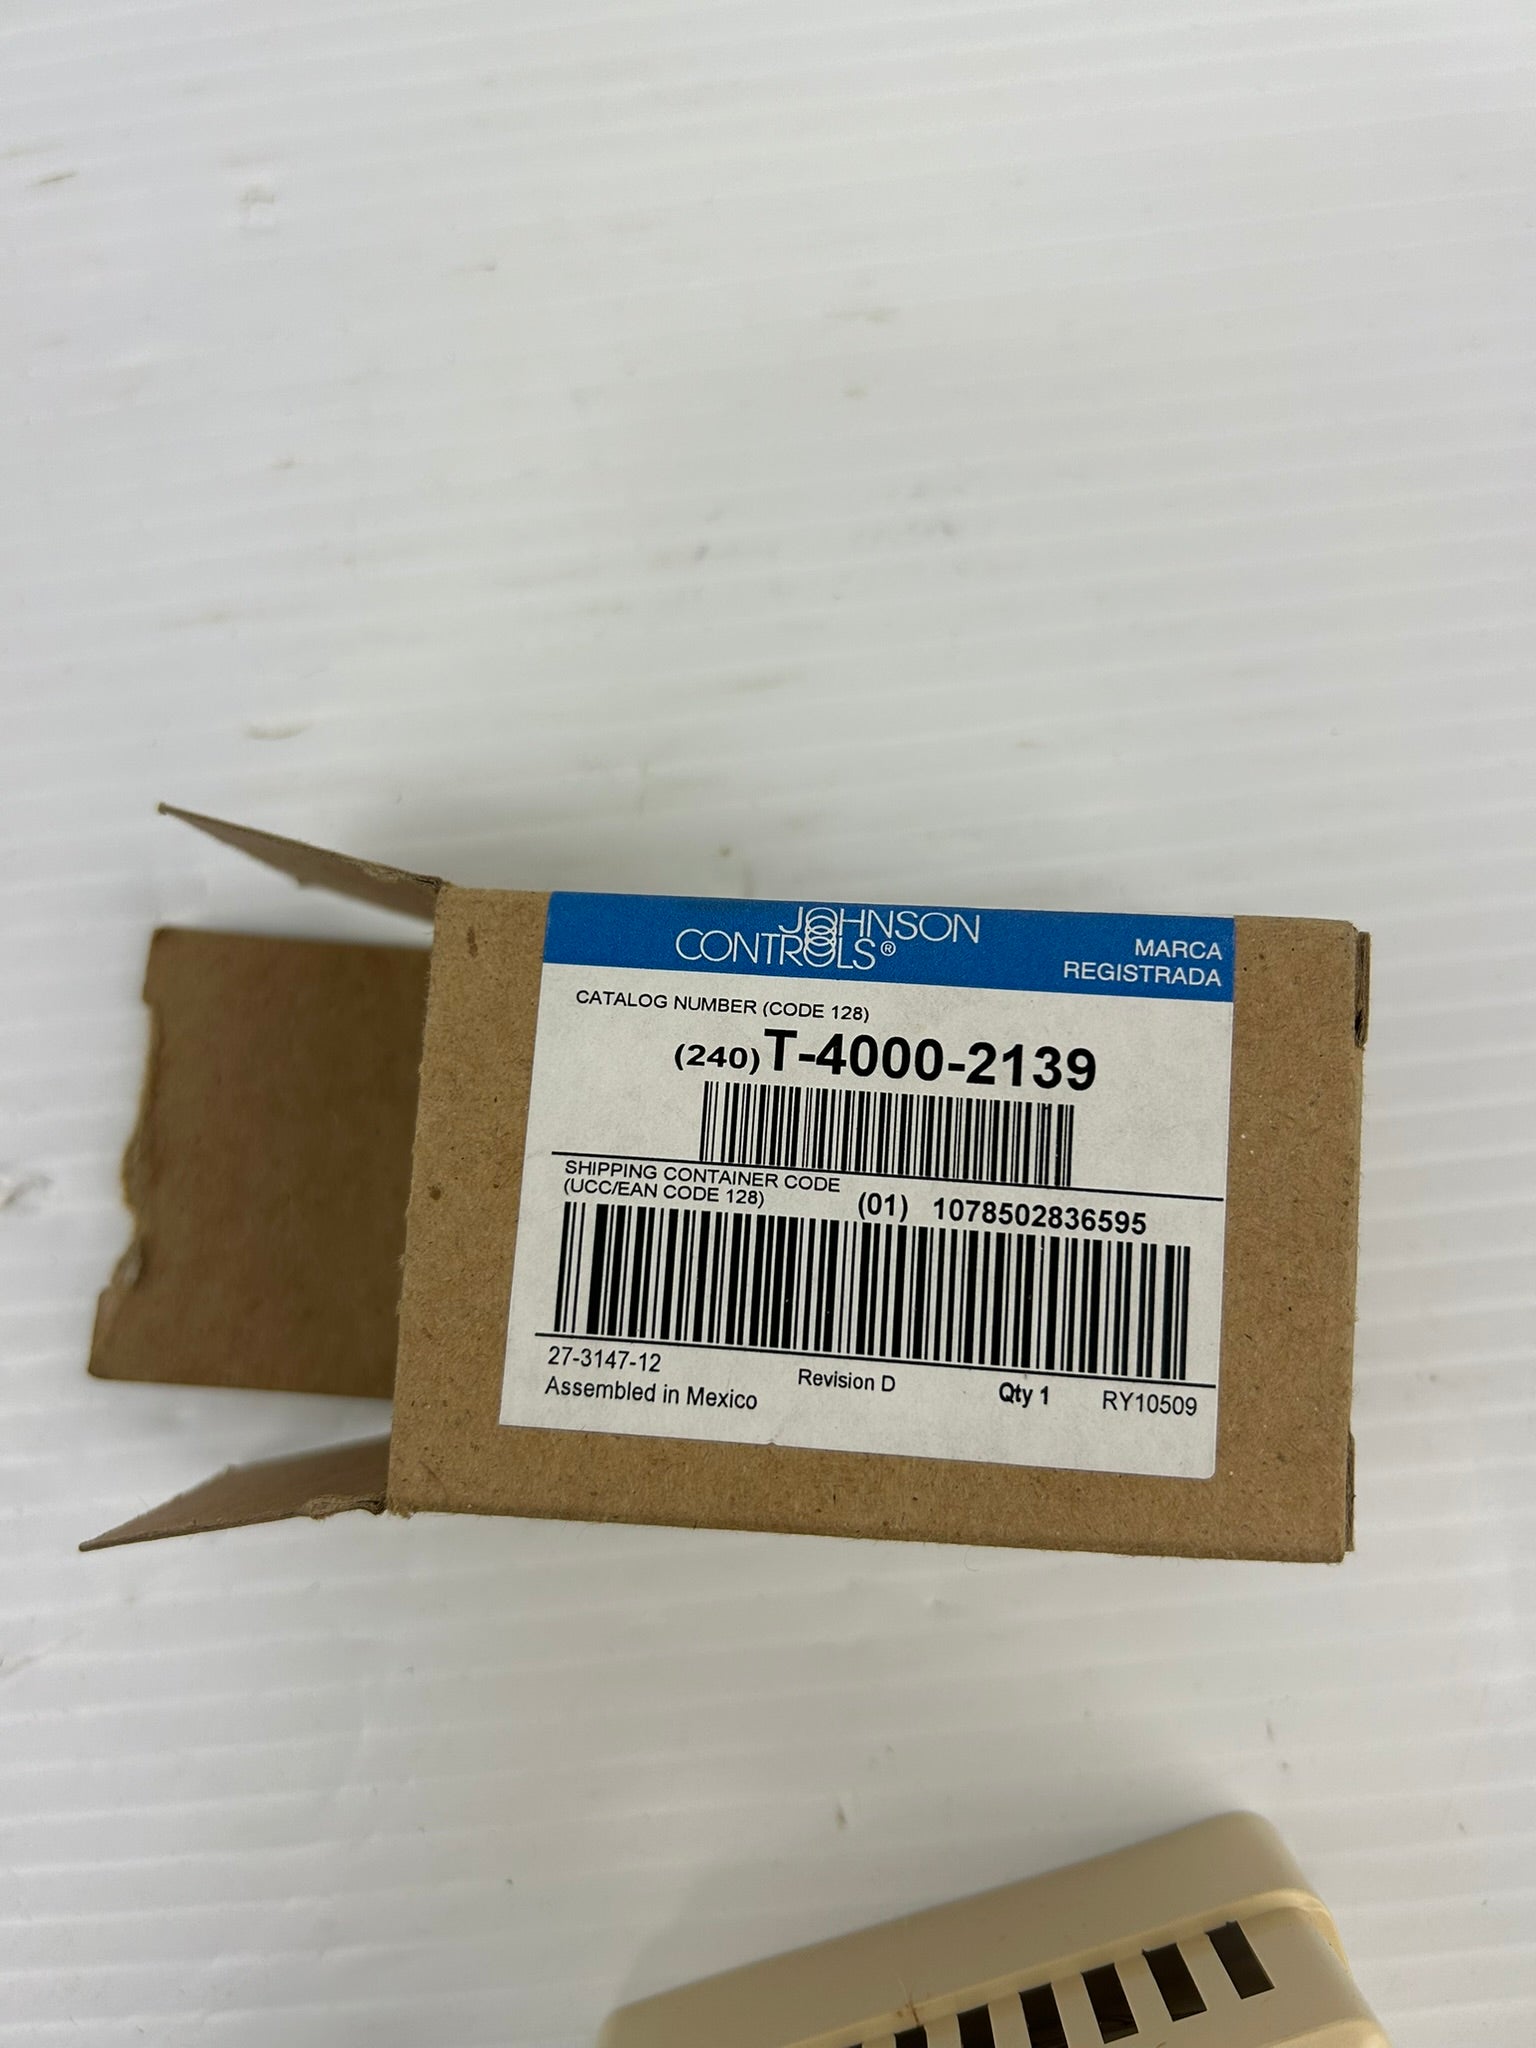 JOHNSON
CONTROLS®
MARCA
REGISTRADA
CATALOG NUMBER (CODE 128)
(240) T-4000-2139
SHIPPING CONTAINER CODE
(UCC/EAN CODE 128)
(01) 1078502836595
27-3147-12
Assembled in Mexico
Revision D
Qty 1
RY10509